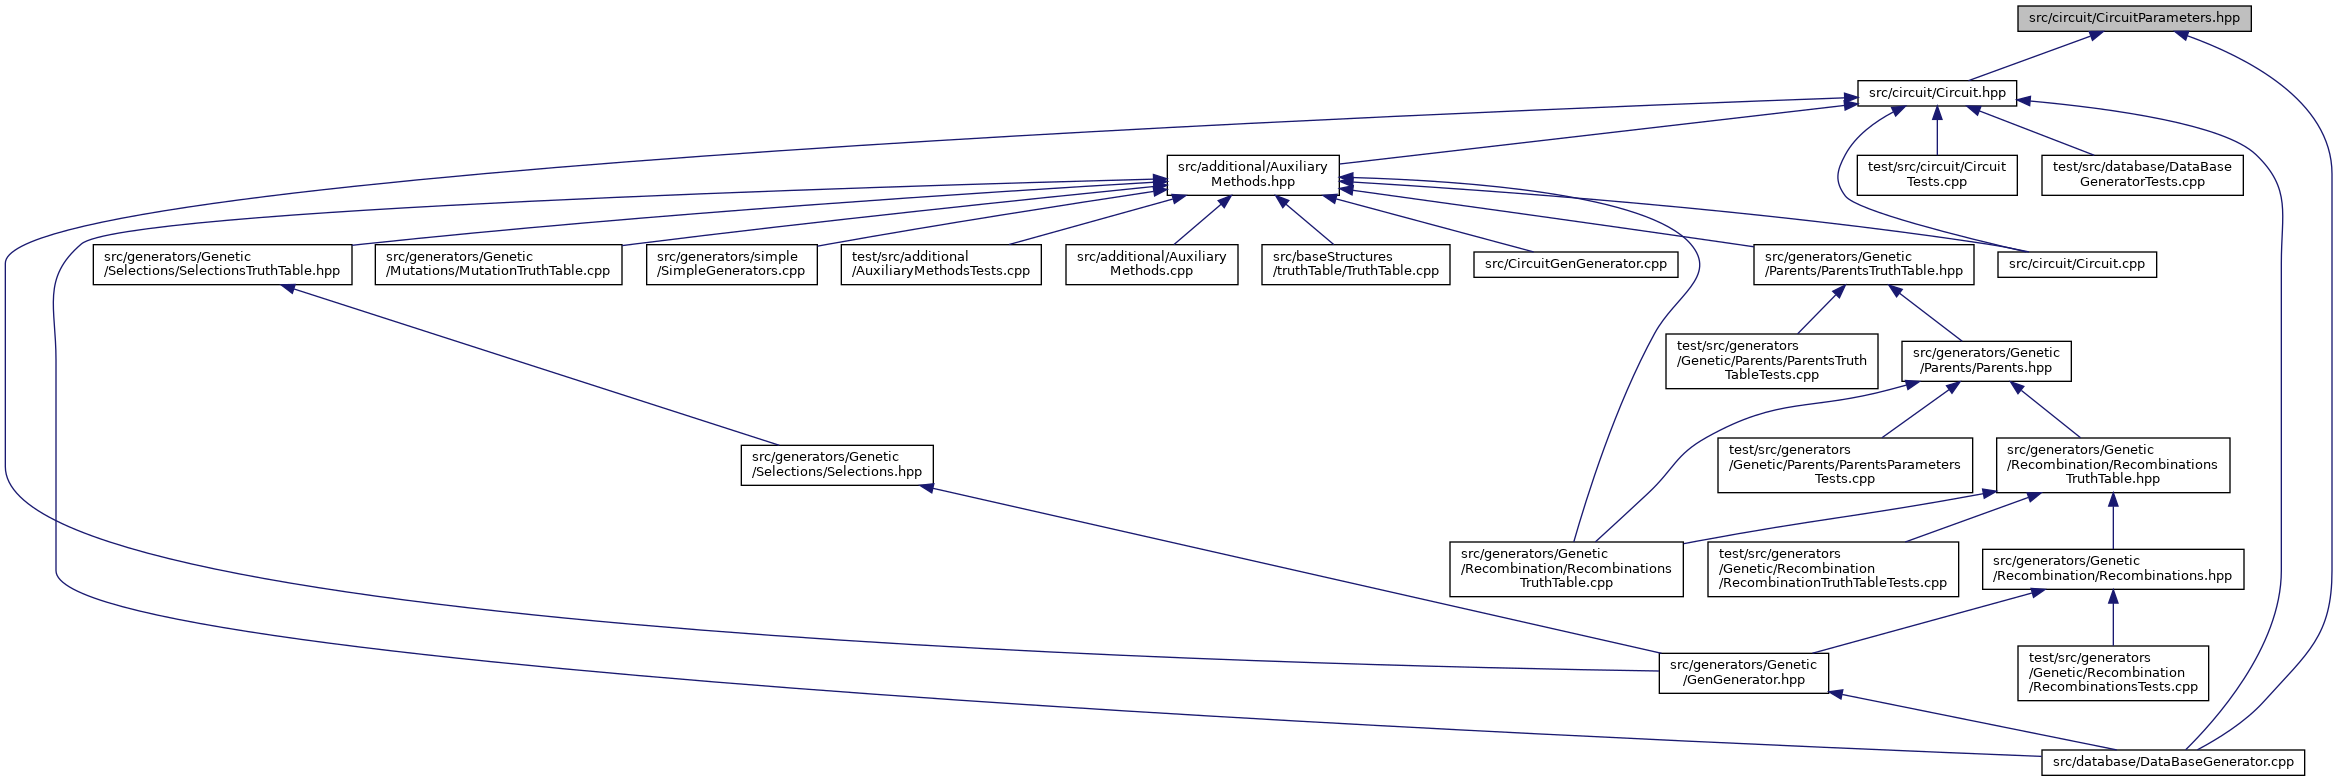 src/circuit/CircuitParameters.hpp
src/circuit/Circuit.hpp
src/additional/Auxiliary
Methods.hpp
test/src/circuit/Circuit
Tests.cpp
test/src/database/DataBase
GeneratorTests.cpp
src/generators/Genetic
/Selections/SelectionsTruthTable.hpp
src/generators/Genetic
/Mutations/MutationTruthTable.cpp
src/generators/simple
/SimpleGenerators.cpp
test/src/additional
/AuxiliaryMethodsTests.cpp
src/additional/Auxiliary
Methods.cpp
src/baseStructures
/truthTable/TruthTable.cpp
src/CircuitGenGenerator.cpp
src/generators/Genetic
/Parents/ParentsTruthTable.hpp
src/circuit/Circuit.cpp
test/src/generators
/Genetic/Parents/ParentsTruth
TableTests.cpp
src/generators/Genetic
/Parents/Parents.hpp
src/generators/Genetic
/Selections/Selections.hpp
test/src/generators
/Genetic/Parents/ParentsParameters
Tests.cpp
src/generators/Genetic
/Recombination/Recombinations
TruthTable.hpp
src/generators/Genetic
/Recombination/Recombinations
TruthTable.cpp
test/src/generators
/Genetic/Recombination
/RecombinationTruthTableTests.cpp
src/generators/Genetic
/Recombination/Recombinations.hpp
src/generators/Genetic
/GenGenerator.hpp
test/src/generators
/Genetic/Recombination
/RecombinationsTests.cpp
src/database/DataBaseGenerator.cpp